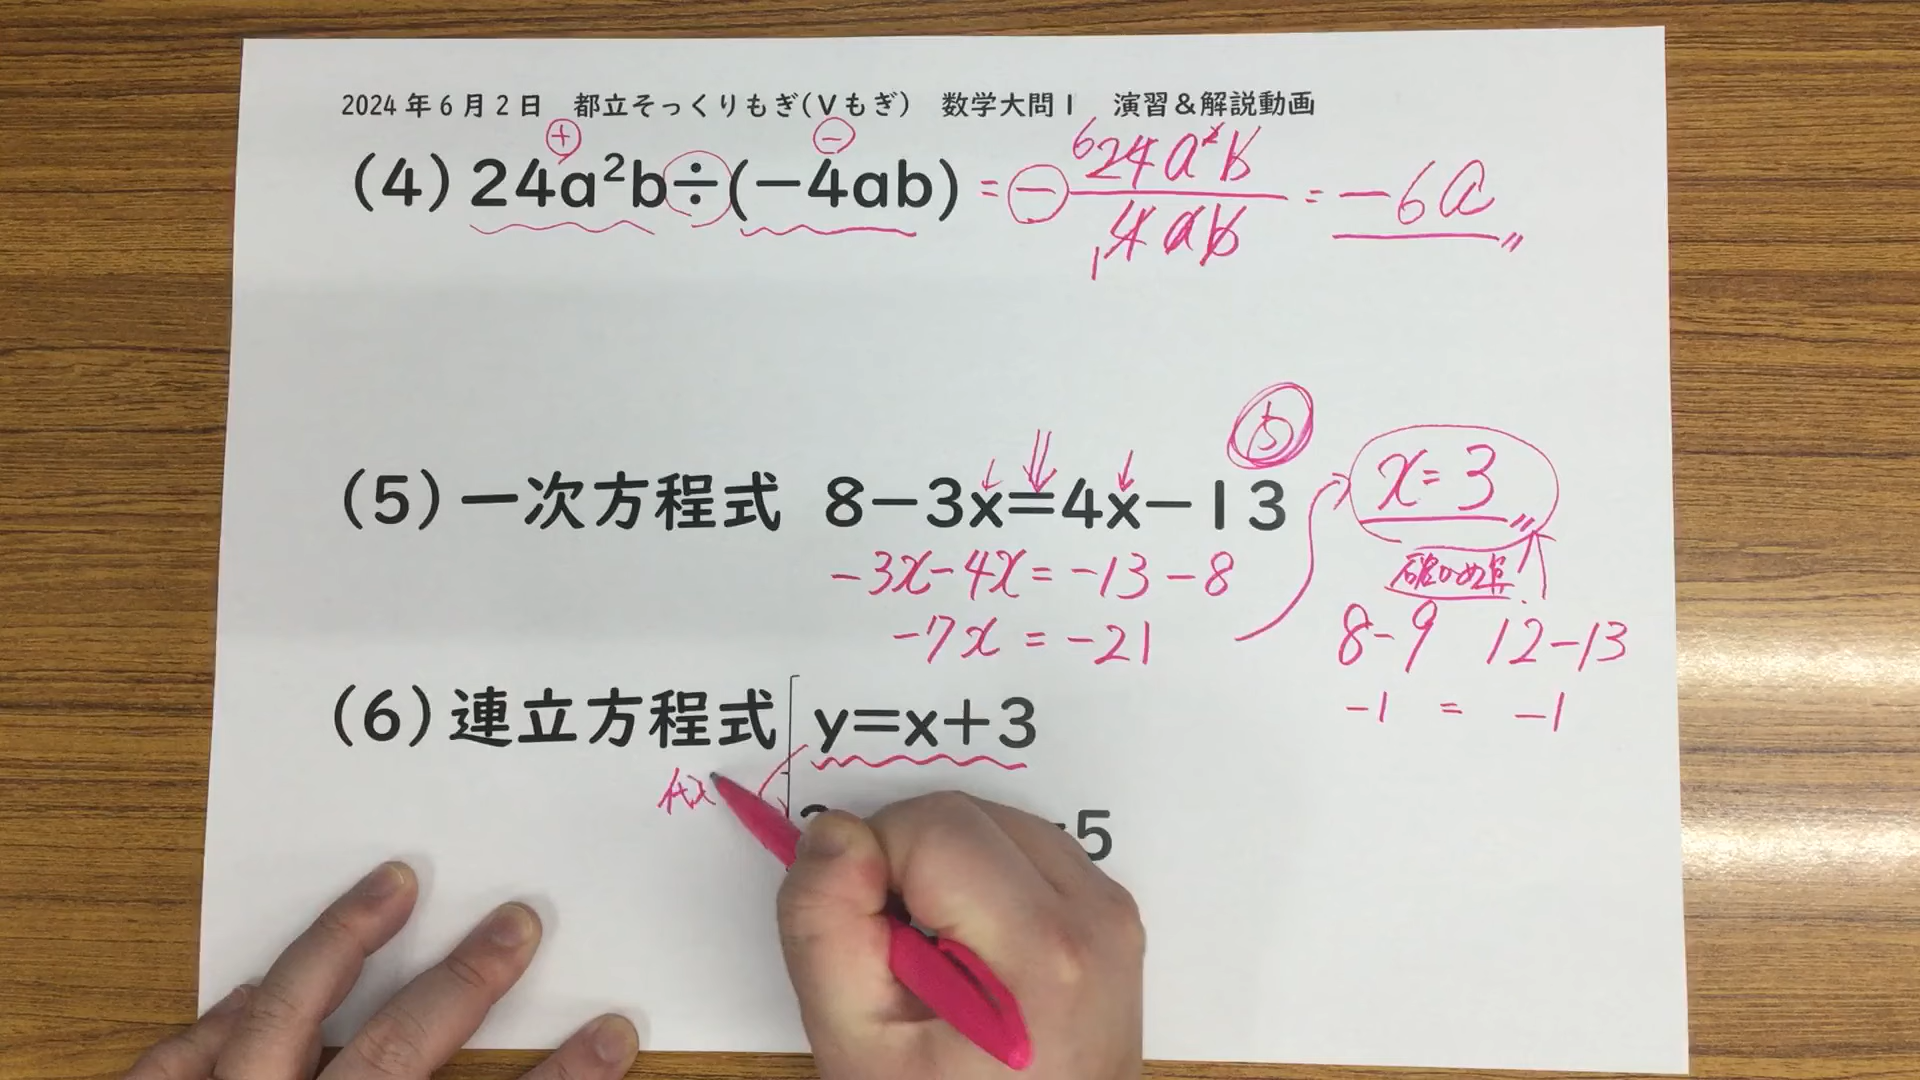 2024年6月2日 都立そっくりもぎ(Vもぎ) 数学大問1 演習&解説動画
+ −
(4) 24a²b÷(−4ab) = − 24a²b / 4ab = −6a
6
1
(5) 一次方程式 8−3x=4x−13
x=3
−3x−4x=−13−8
−7x=−21
8−9 12−13
−1 = −1
(6) 連立方程式 y=x+3
5